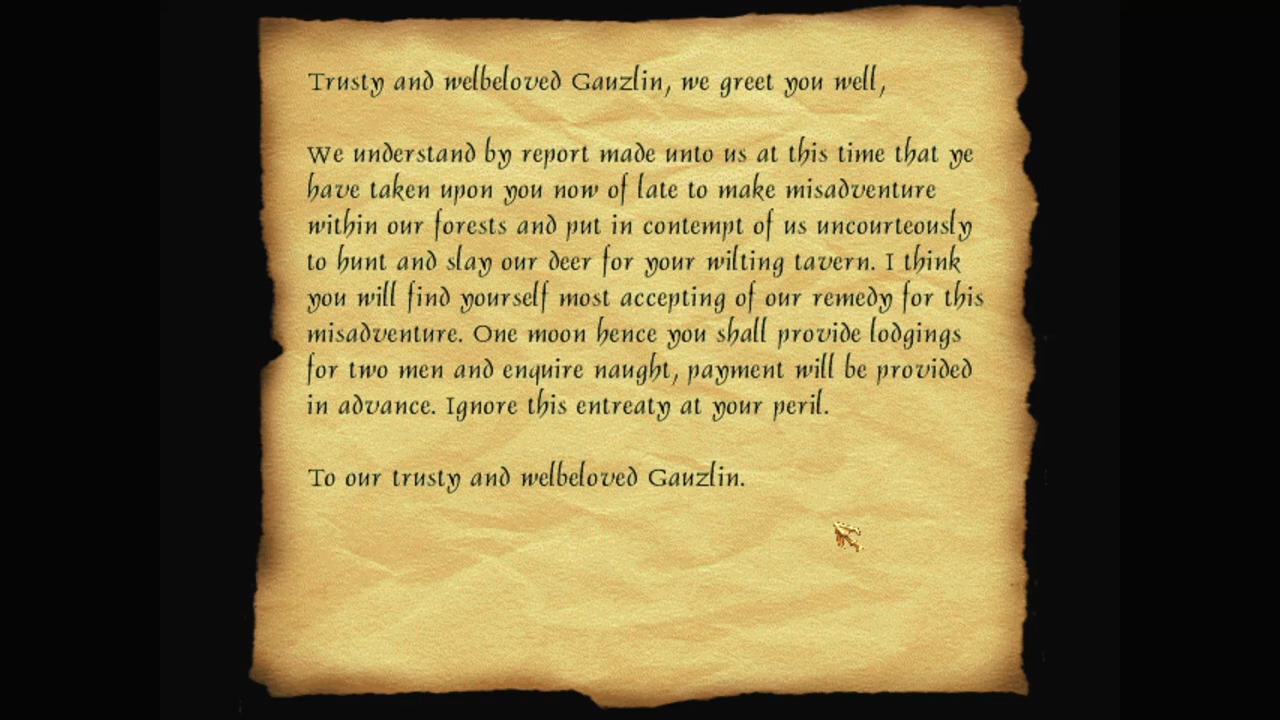 Trusty and welbeloved Gauzlin, we greet you well,
We understand by report made unto us at this time that ye
have taken upon you now of late to make misadventure
within our forests and put in contempt of us uncourteously
to hunt and slay our deer for your wilting tavern. I think
you will find yourself most accepting of our remedy for this
misadventure. One moon hence you shall provide lodgings
for two men and enquire naught, payment will be provided
in advance. Ignore this entreaty at your peril.
To our trusty and welbeloved Gauzlin.